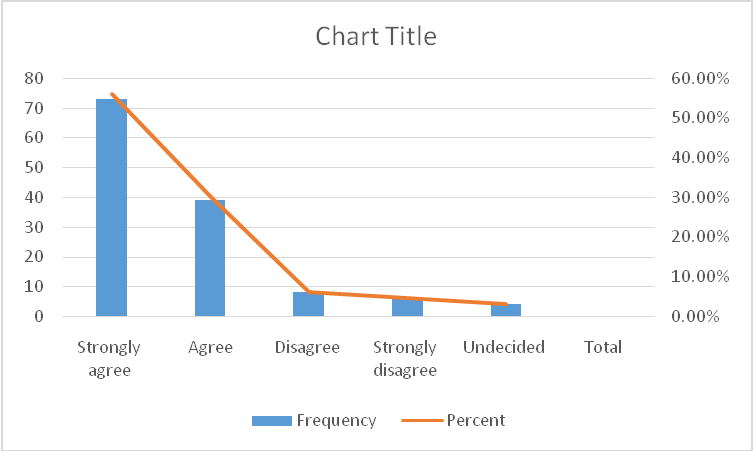 Chart Title
80
70
60
50
40
30
20
10
0
60.00%
50.00%
40.00%
30.00%
20.00%
10.00%
0.00%
Strongly
agree
Agree
Disagree
Strongly
disagree
Undecided
Total
Frequency
Percent